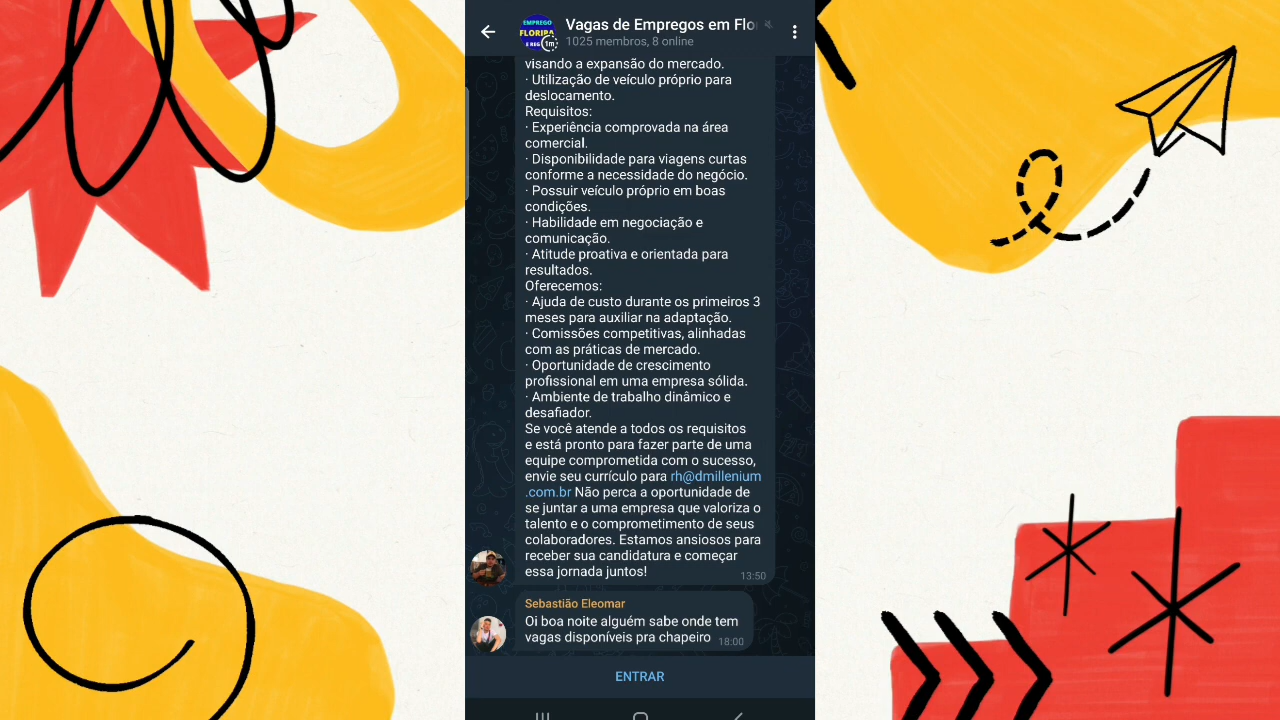 Vagas de Empregos em Flo
1025 membros, 8 online
EMPREGO
FLORIPA
E REG
1m
visando a expansão do mercado.
· Utilização de veículo próprio para
deslocamento.
Requisitos:
· Experiência comprovada na área
comercial.
· Disponibilidade para viagens curtas
conforme a necessidade do negócio.
· Possuir veículo próprio em boas
condições.
· Habilidade em negociação e
comunicação.
· Atitude proativa e orientada para
resultados.
Oferecemos:
· Ajuda de custo durante os primeiros 3
meses para auxiliar na adaptação.
· Comissões competitivas, alinhadas
com as práticas de mercado.
· Oportunidade de crescimento
profissional em uma empresa sólida.
· Ambiente de trabalho dinâmico e
desafiador.
Se você atende a todos os requisitos
e está pronto para fazer parte de uma
equipe comprometida com o sucesso,
envie seu currículo para rh@dmillenium
.com.br Não perca a oportunidade de
se juntar a uma empresa que valoriza o
talento e o comprometimento de seus
colaboradores. Estamos ansiosos para
receber sua candidatura e começar
essa jornada juntos! 13:50
Sebastião Eleomar
Oi boa noite alguém sabe onde tem
vagas disponíveis pra chapeiro 18:00
ENTRAR